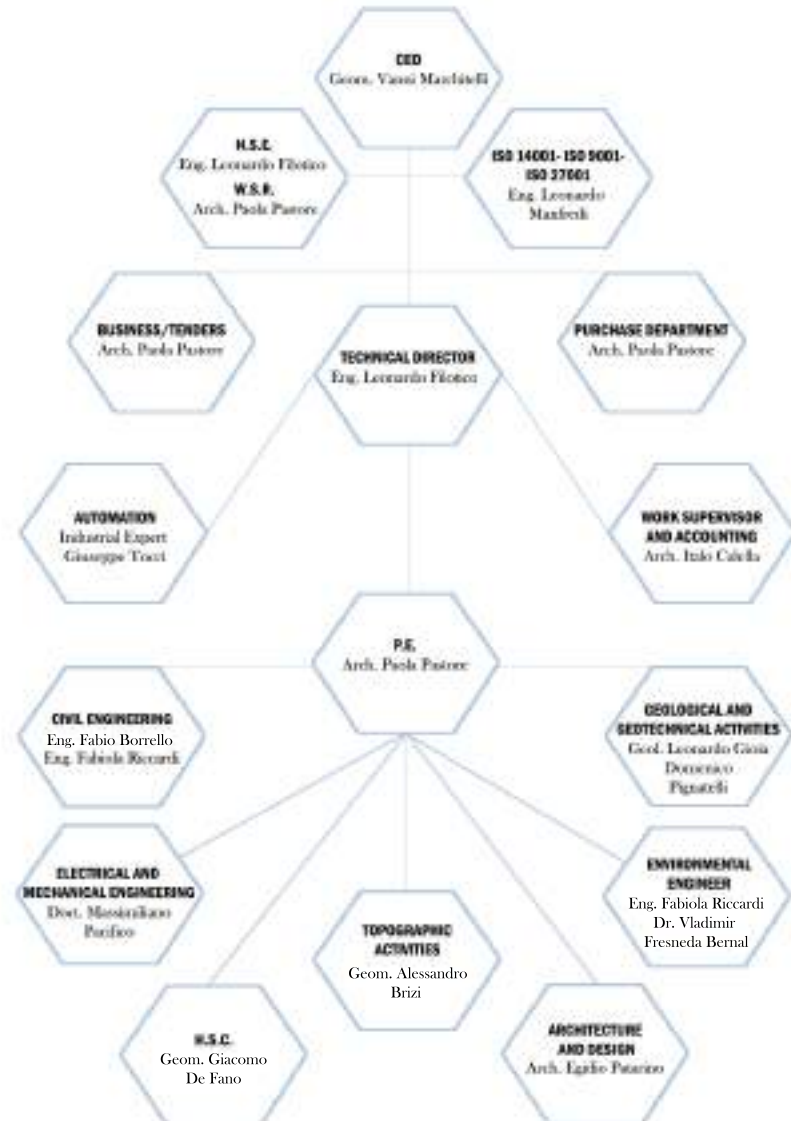 CEO
Geom. Vanni Marchitelli
H.S.E.
Eng. Leonardo Filotico
W.S.R.
Arch. Paola Pastore
ISO 14001- ISO 9001-
ISO 27001
Eng. Leonardo
Manfredi
BUSINESS/TENDERS
Arch. Paola Pastore
TECHNICAL DIRECTOR
Eng. Leonardo Filotico
PURCHASE DEPARTMENT
Arch. Paola Pastore
AUTOMATION
Industrial Expert
Giuseppe Tocci
WORK SUPERVISOR
AND ACCOUNTING
Arch. Italo Colella
P.E.
Arch. Paola Pastore
CIVIL ENGINEERING
Eng. Fabio Borrello
Eng. Fabiola Riccardi
GEOLOGICAL AND
GEOTECHNICAL ACTIVITIES
Geol. Leonardo Gioia
Domenico
Pignatelli
ELECTRICAL AND
MECHANICAL ENGINEERING
Doct. Massimiliano
Pacifico
ENVIRONMENTAL
ENGINEER
Eng. Fabiola Riccardi
Dr. Vladimir
Fresneda Bernal
TOPOGRAPHIC
ACTIVITIES
Geom. Alessandro
Brizi
H.S.C.
Geom. Giacomo
De Fano
ARCHITECTURE
AND DESIGN
Arch. Egidio Patarino